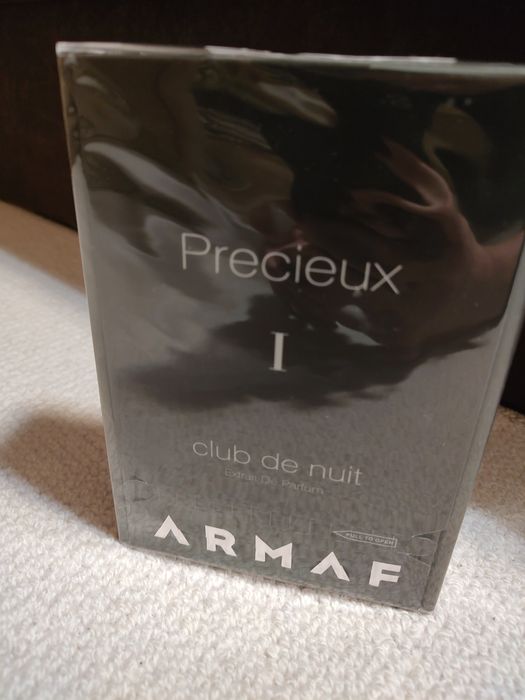 Precieux
I
club de nuit
Extrait De Parfum
PULL TO OPEN
ARMAF